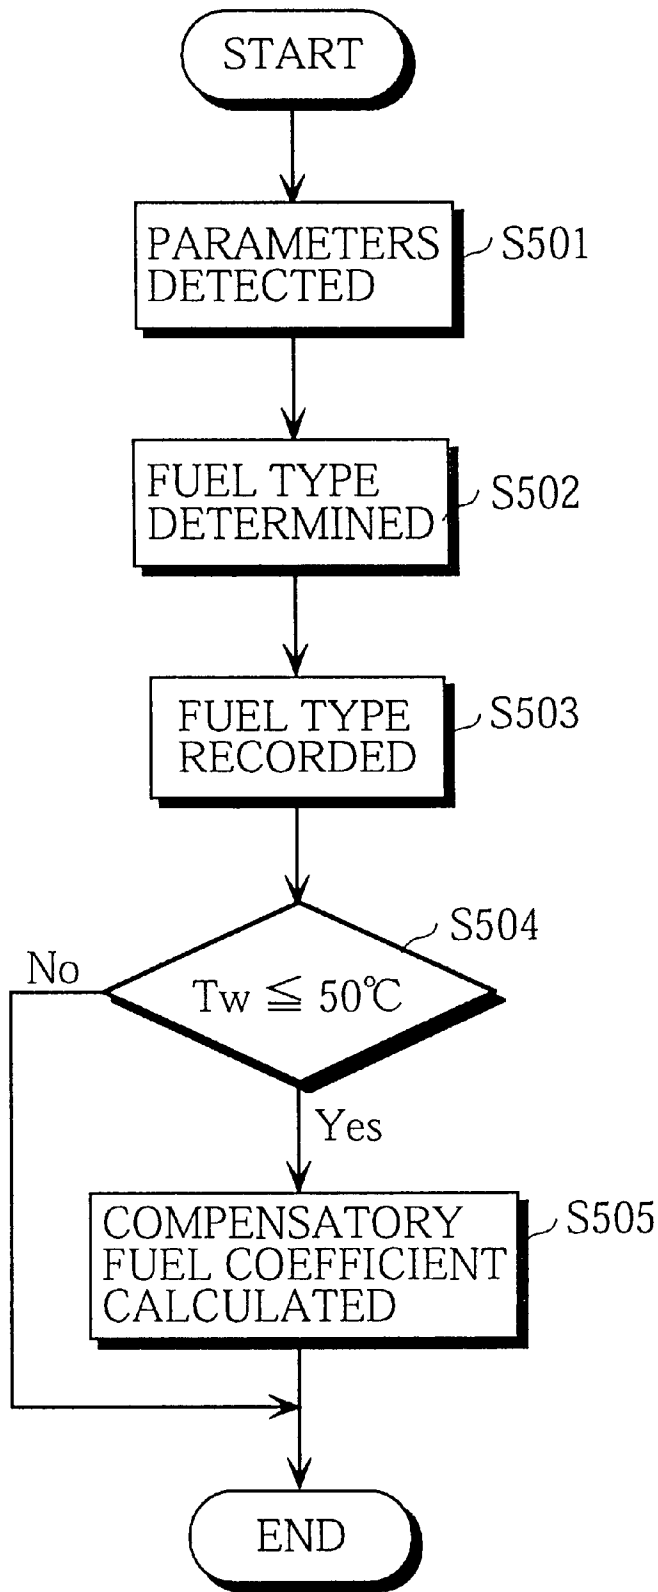 START
PARAMETERS
DETECTED
S501
FUEL TYPE
DETERMINED
S502
FUEL TYPE
RECORDED
S503
S504
No
Tw ≦ 50℃
Yes
COMPENSATORY
FUEL COEFFICIENT
CALCULATED
S505
END